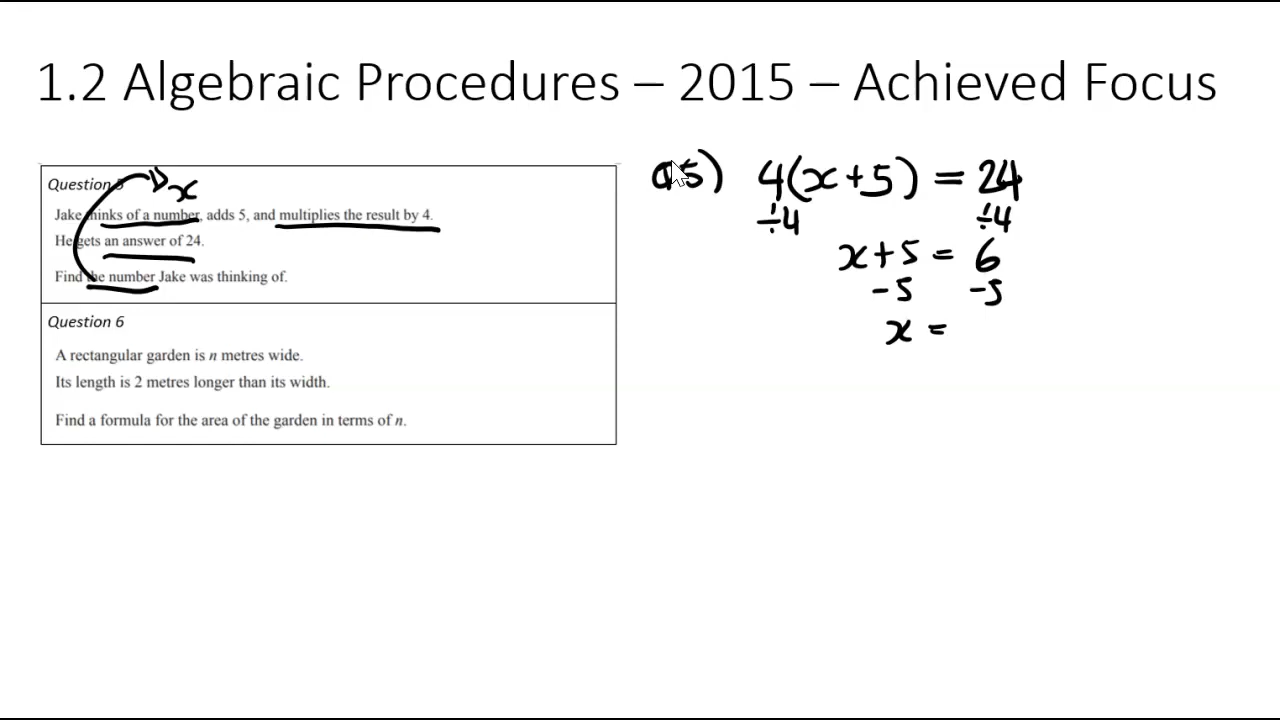 1.2 Algebraic Procedures – 2015 – Achieved Focus
Question 5
x
Jake thinks of a number, adds 5, and multiplies the result by 4.
He gets an answer of 24.
Find the number Jake was thinking of.
Question 6
A rectangular garden is n metres wide.
Its length is 2 metres longer than its width.
Find a formula for the area of the garden in terms of n.
Q5) 4(x+5) = 24
÷4 ÷4
x+5 = 6
-5 -5
x =